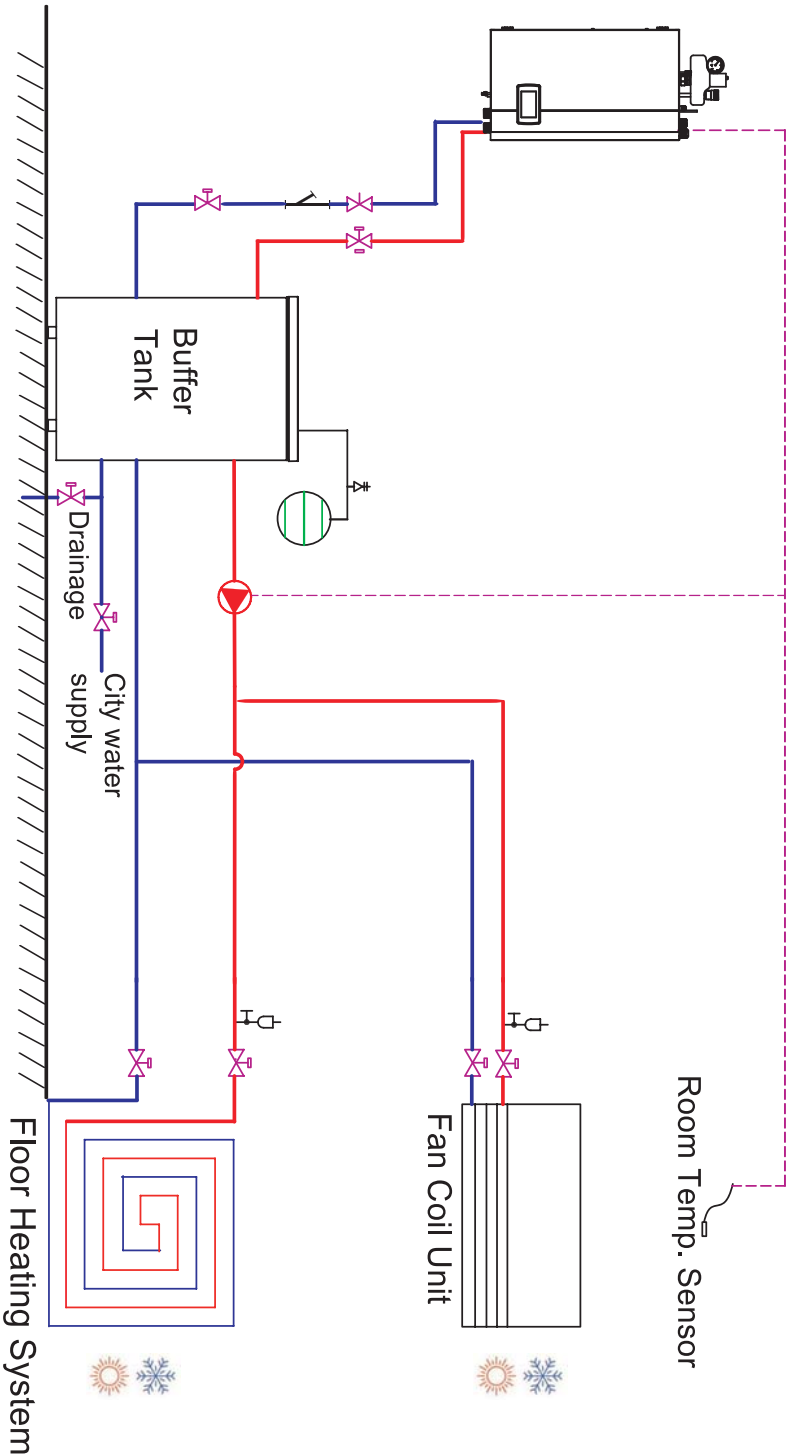 Buffer
Tank
Drainage
City water
supply
Room Temp. Sensor
Fan Coil Unit
Floor Heating System